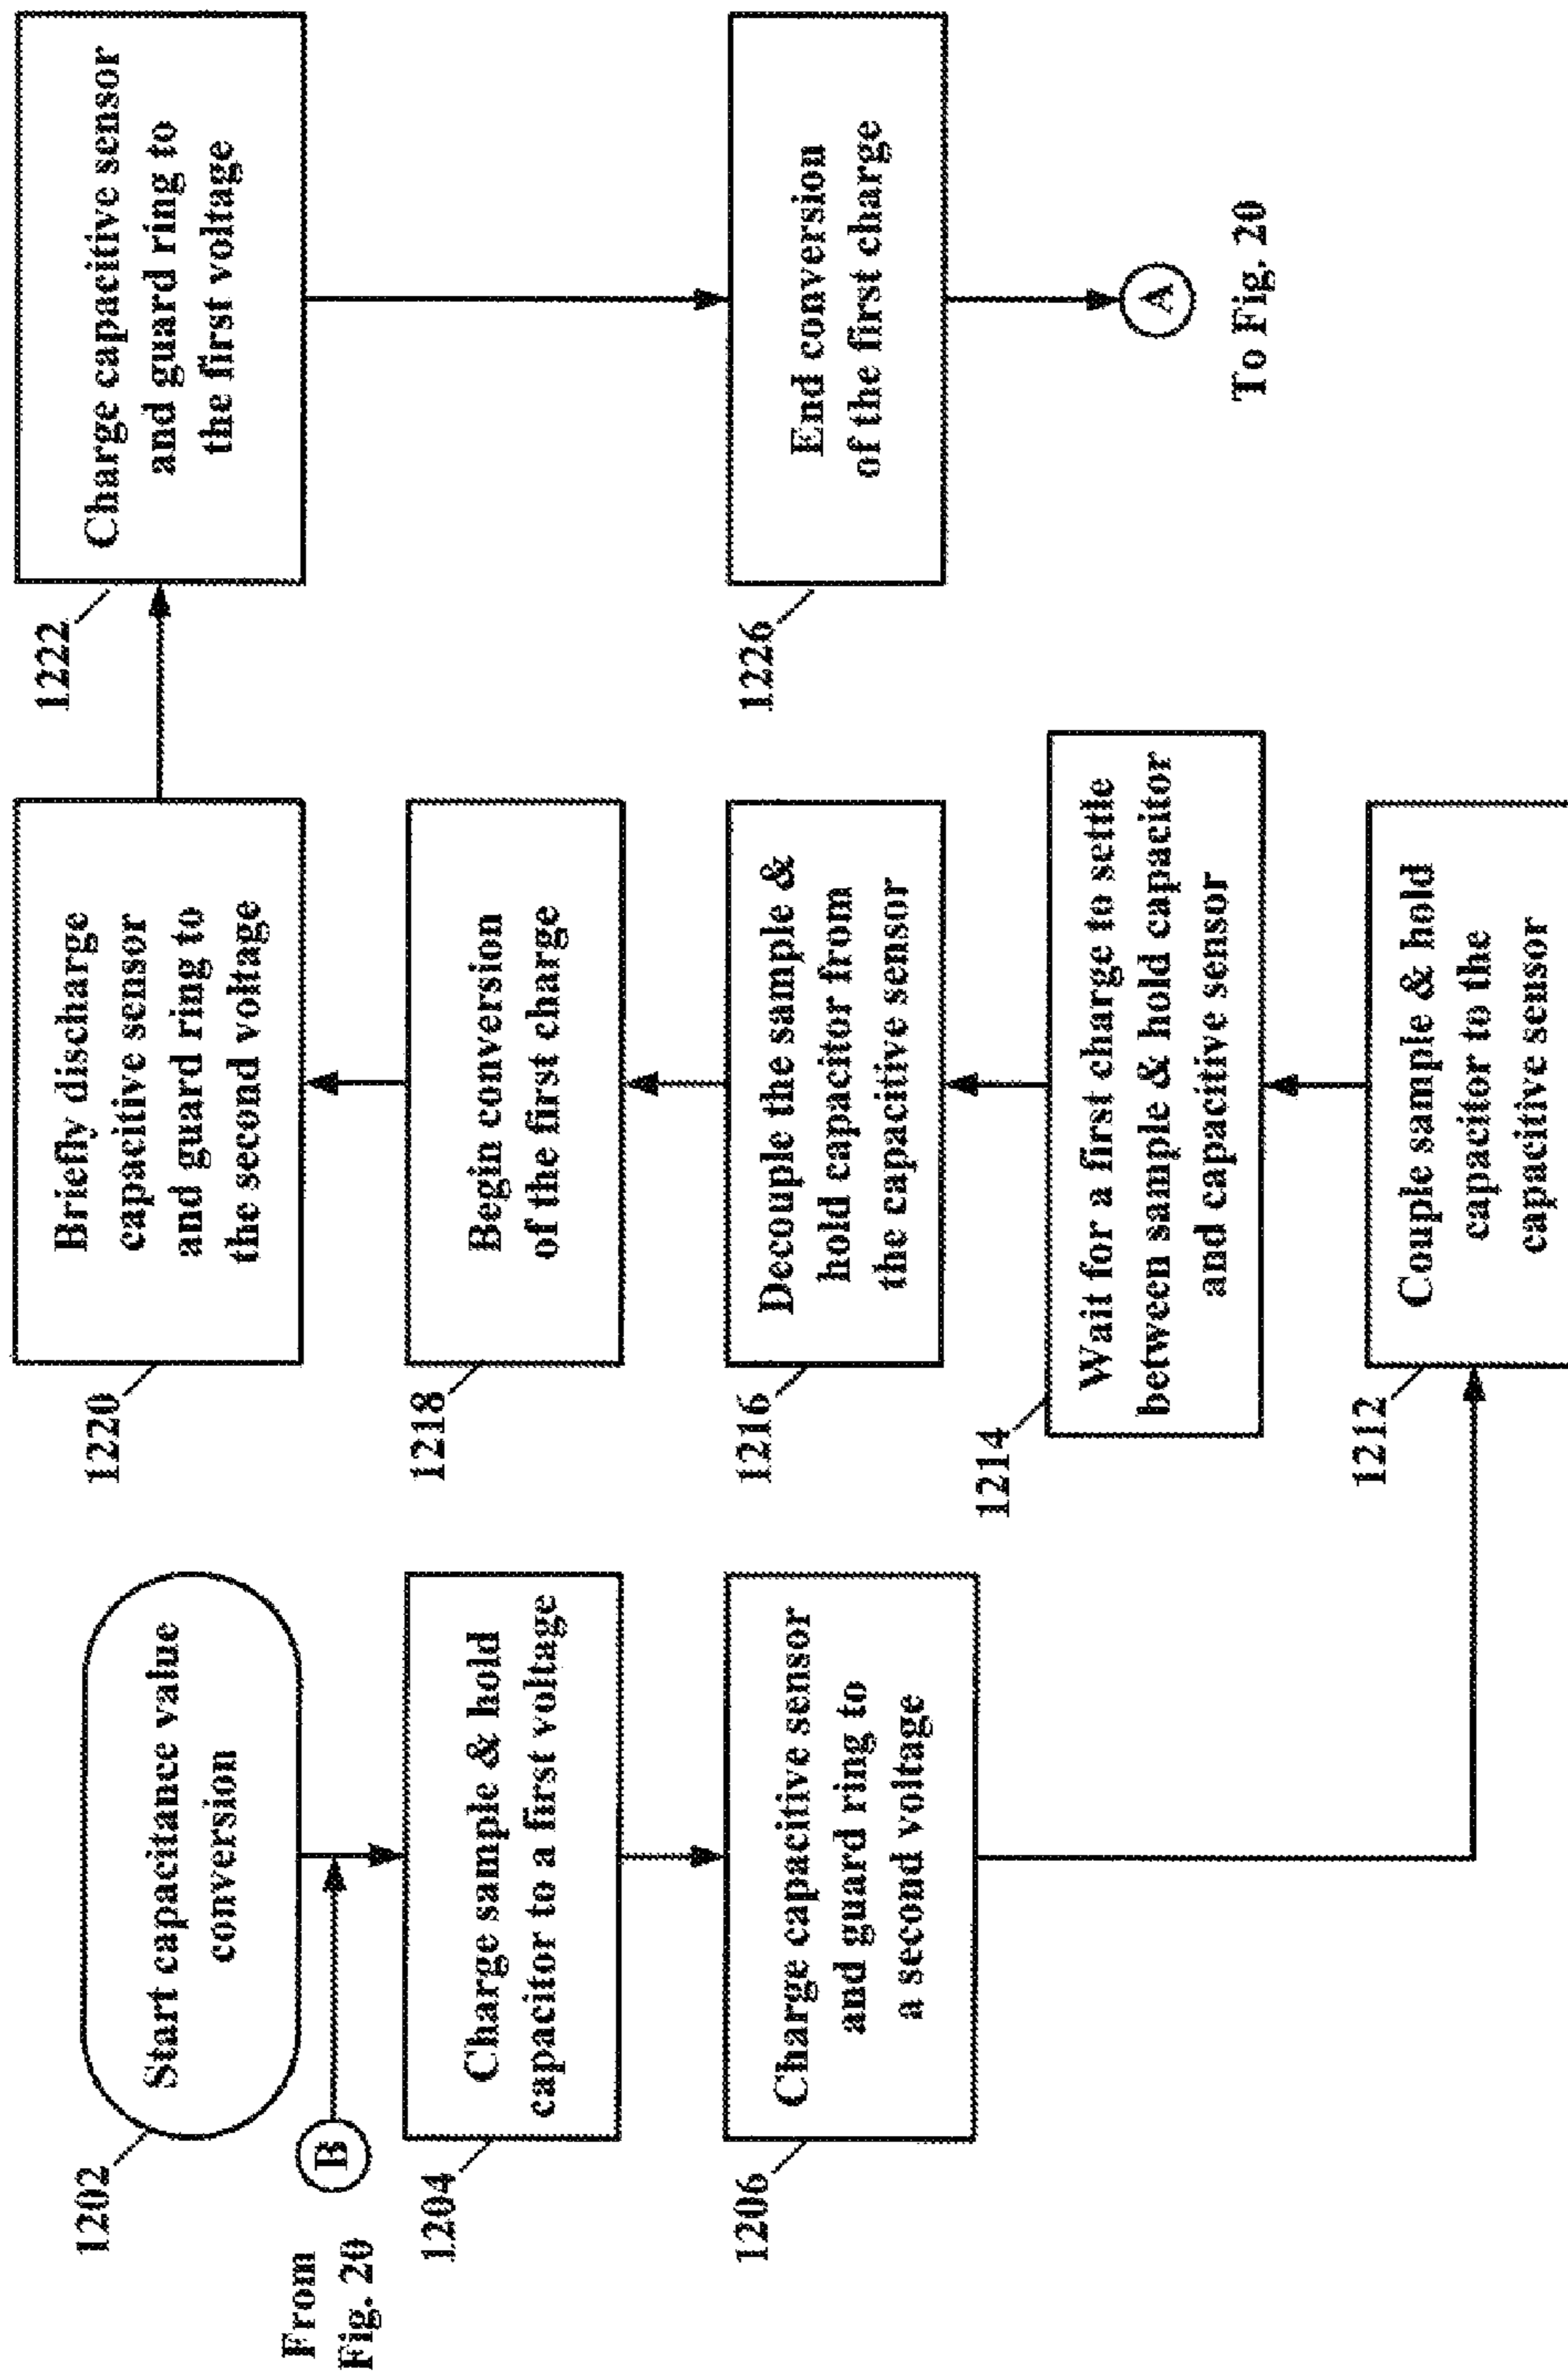 1202
Start capacitance value
conversion
From
Fig. 20
B
1204
Charge sample & hold
capacitor to a first voltage
1206
Charge capacitive sensor
and guard ring to
a second voltage
1212
Couple sample & hold
capacitor to the
capacitive sensor
1214
Wait for a first charge to settle
between sample & hold capacitor
and capacitive sensor
1216
Decouple the sample &
hold capacitor from
the capacitive sensor
1218
Begin conversion
of the first charge
1220
Briefly discharge
capacitive sensor
and guard ring to
the second voltage
1222
Charge capacitive sensor
and guard ring to
the first voltage
1226
End conversion
of the first charge
A
To Fig. 20